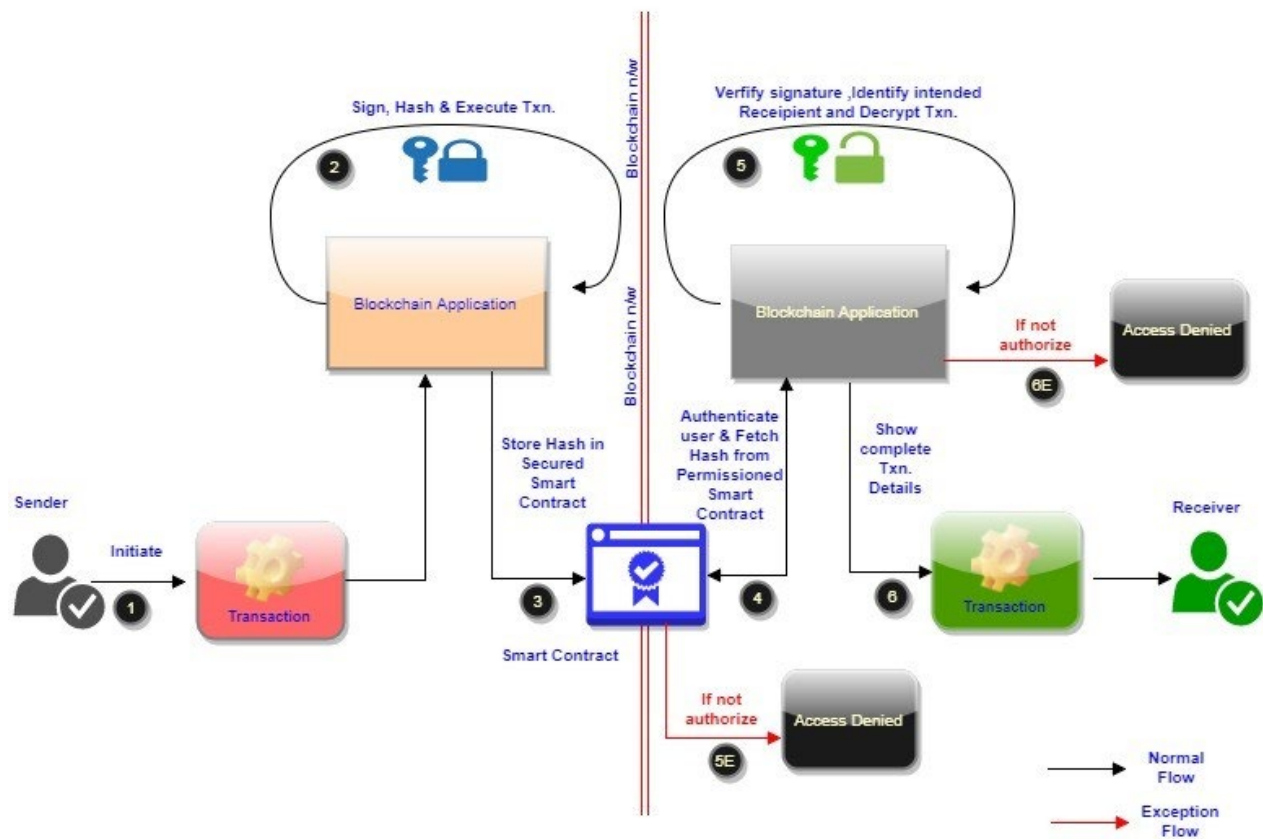 Sign, Hash & Execute Txn.
2
Blockchain Application
Blockchain n/w
Blockchain n/w
Verfify signature ,Identify intended
Receipient and Decrypt Txn.
5
Blockchain Application
If not
authorize
6E
Access Denied
Store Hash in
Secured
Smart
Contract
Authenticate
user & Fetch
Hash from
Permissioned
Smart
Contract
Show
complete
Txn.
Details
Sender
Initiate
1
Transaction
3
Smart Contract
4
6
Transaction
Receiver
If not
authorize
5E
Access Denied
Normal
Flow
Exception
Flow